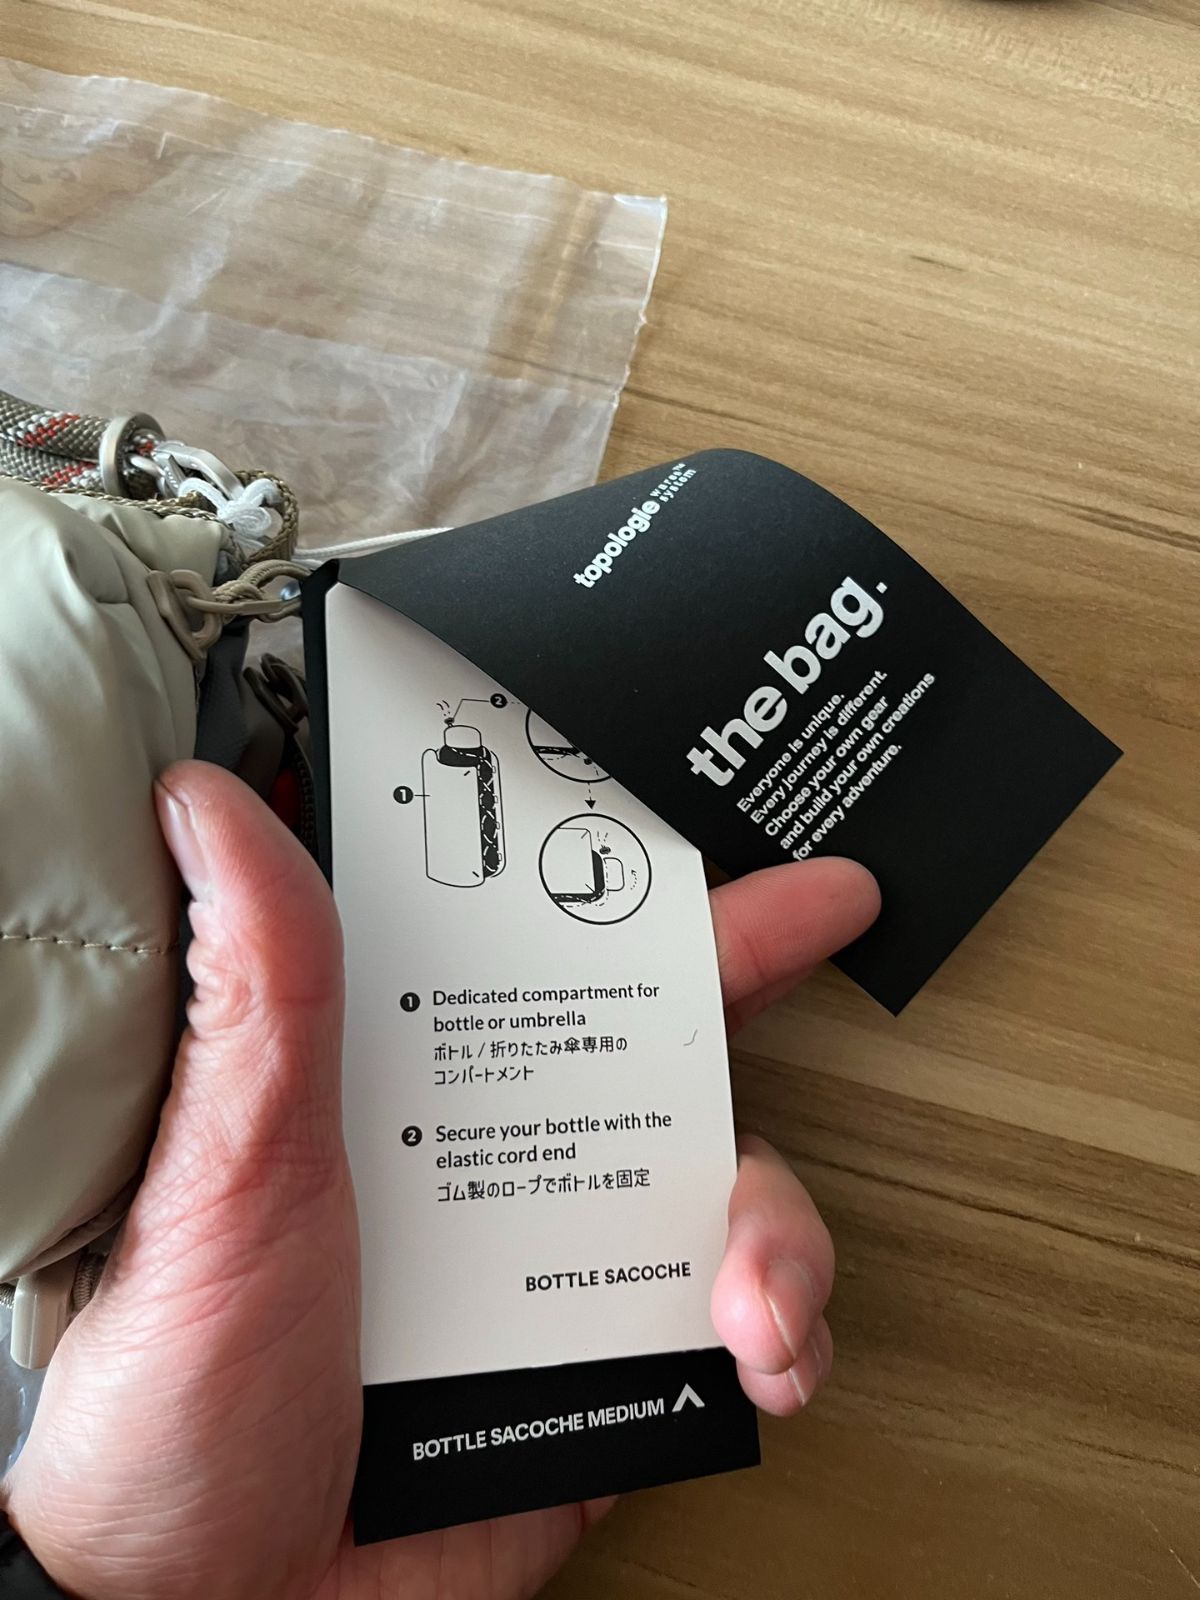 topologie wares™
system
the bag.
Everyone is unique.
Every journey is different
Choose your own gear
and build your own creations
for every adventure.
2
1
1 Dedicated compartment for
bottle or umbrella
ボトル / 折りたたみ傘専用の
コンパートメント
2 Secure your bottle with the
elastic cord end
ゴム製のロープでボトルを固定
BOTTLE SACOCHE
BOTTLE SACOCHE MEDIUM